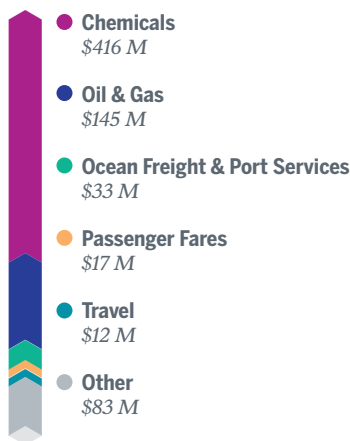 Chemicals
$416 M
Oil & Gas
$145 M
Ocean Freight & Port Services
$33 M
Passenger Fares
$17 M
Travel
$12 M
Other
$83 M